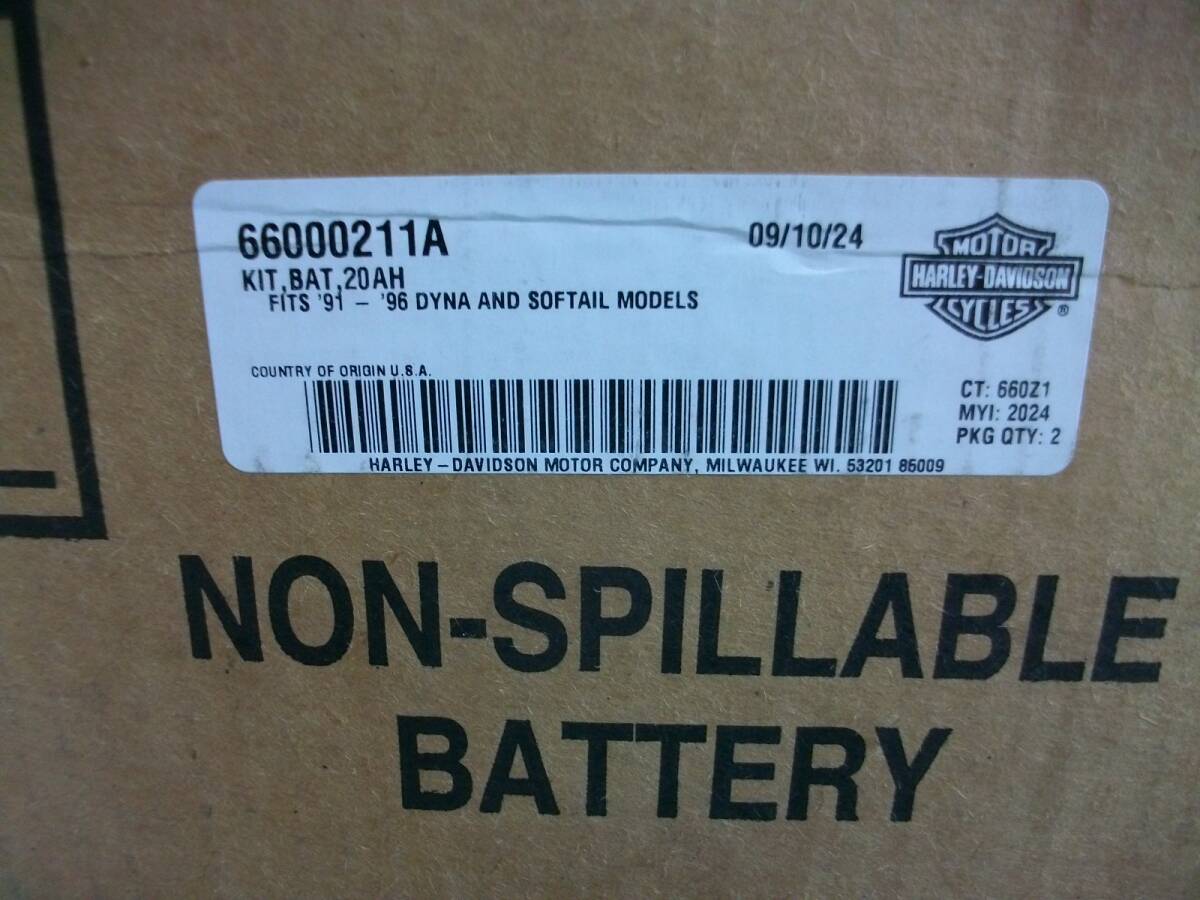 66000211A
09/10/24
KIT,BAT,20AH
FITS '91 – '96 DYNA AND SOFTAIL MODELS
MOTOR
HARLEY-DAVIDSON
CYCLES®
COUNTRY OF ORIGIN U.S.A.
CT: 660Z1
MYI: 2024
PKG QTY: 2
HARLEY–DAVIDSON MOTOR COMPANY, MILWAUKEE WI. 53201 85009
NON-SPILLABLE
BATTERY